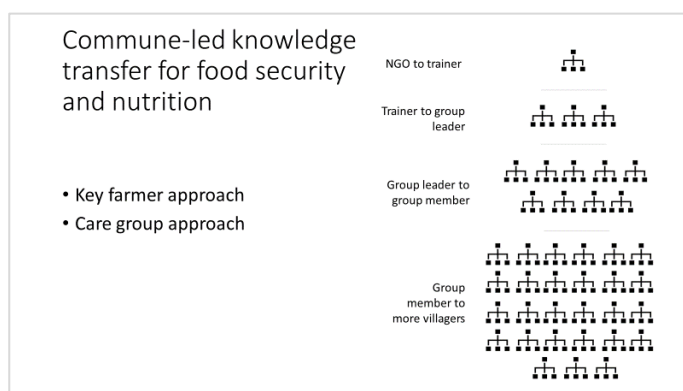 Commune-led knowledge
transfer for food security
and nutrition
• Key farmer approach
• Care group approach
NGO to trainer
Trainer to group
leader
Group leader to
group member
Group
member to
more villagers